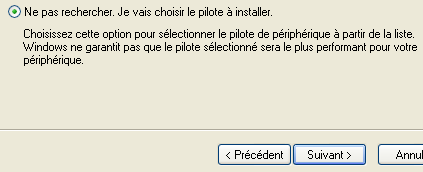 Ne pas rechercher. Je vais choisir le pilote à installer.
Choisissez cette option pour sélectionner le pilote de périphérique à partir de la liste.
Windows ne garantit pas que le pilote sélectionné sera le plus performant pour votre
périphérique.
< Précédent Suivant > Annul